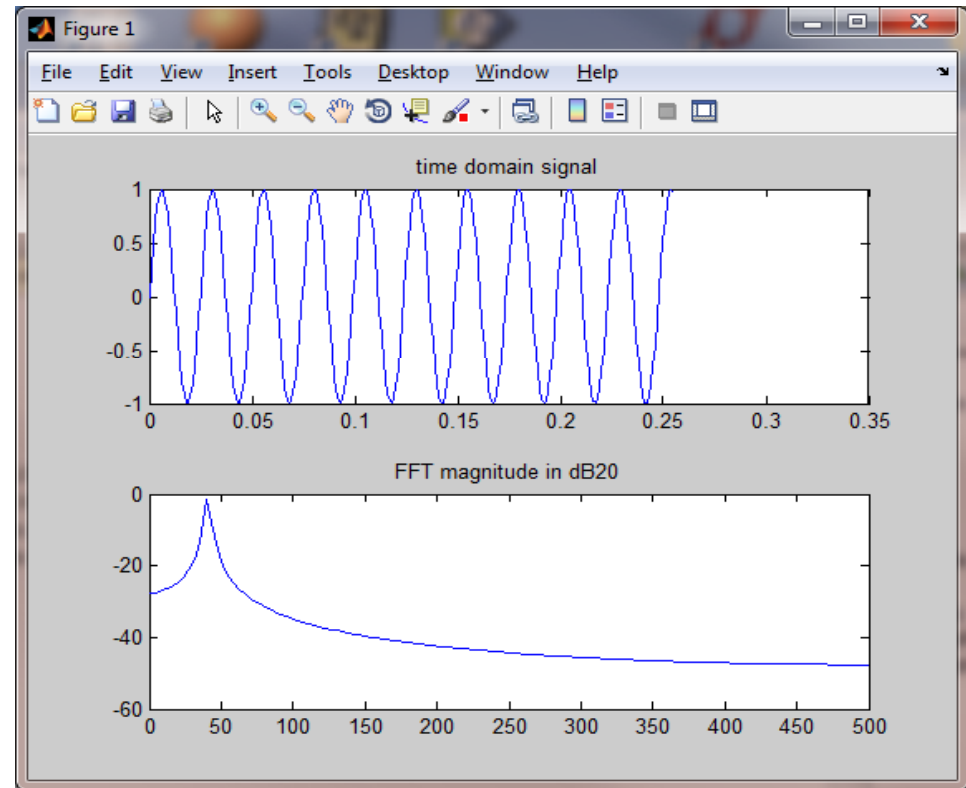 Figure 1
File Edit View Insert Tools Desktop Window Help
time domain signal
1
0.5
0
-0.5
-1
0 0.05 0.1 0.15 0.2 0.25 0.3 0.35
FFT magnitude in dB20
0
-20
-40
-60
0 50 100 150 200 250 300 350 400 450 500